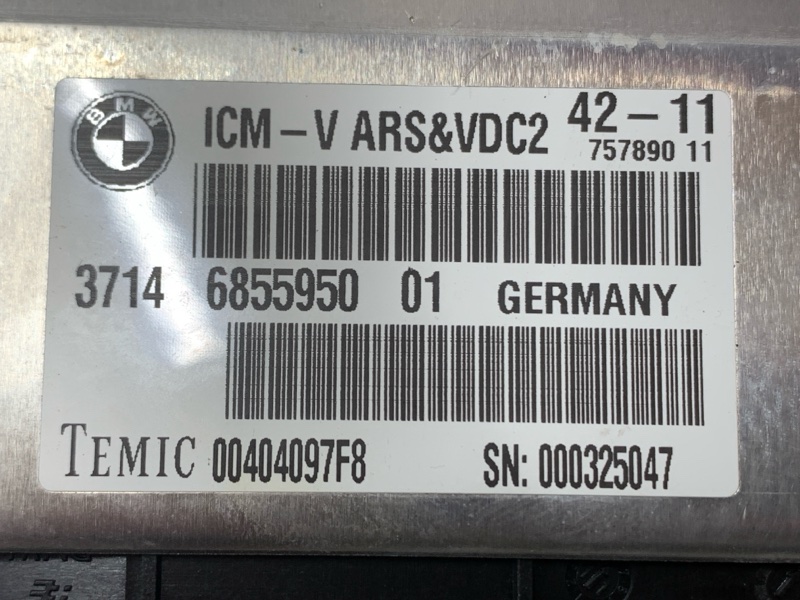 BMW
ICM-V ARS&VDC2 42-11
757890 11
3714 6855950 01 GERMANY
TEMIC 00404097F8 SN: 000325047